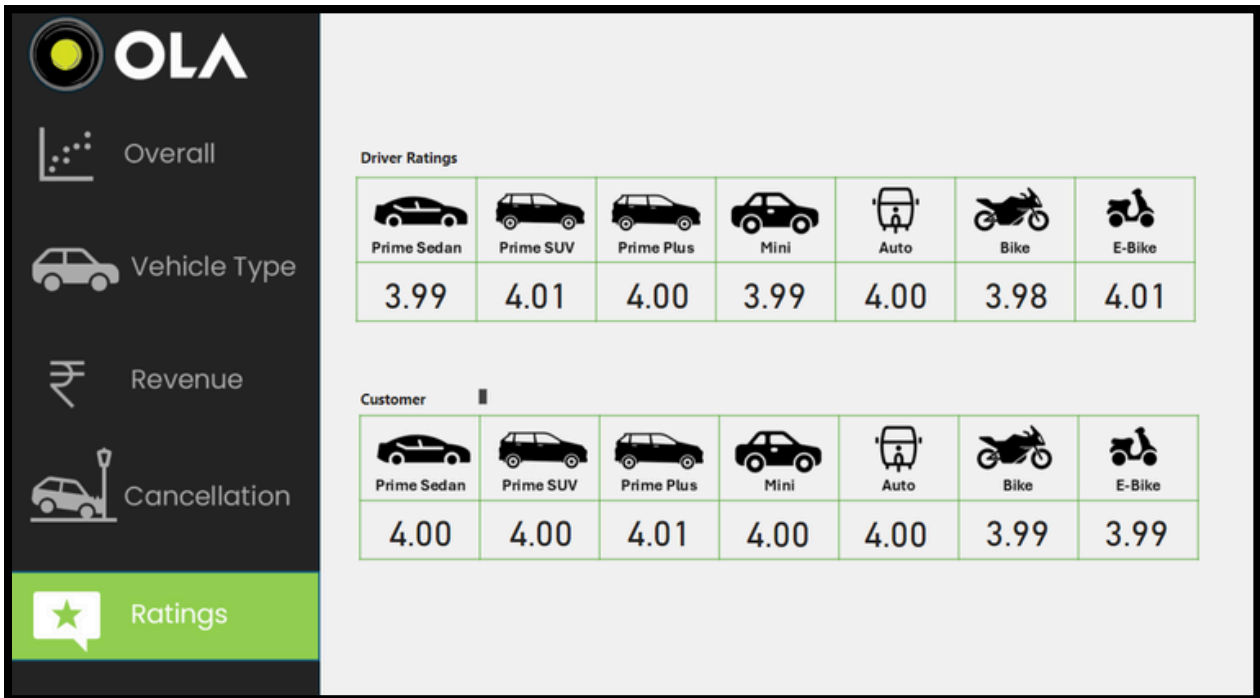 OLA
Overall
Vehicle Type
₹ Revenue
Cancellation
Ratings
Driver Ratings
Prime Sedan Prime SUV Prime Plus Mini Auto Bike E-Bike
3.99 4.01 4.00 3.99 4.00 3.98 4.01
Customer
Prime Sedan Prime SUV Prime Plus Mini Auto Bike E-Bike
4.00 4.00 4.01 4.00 4.00 3.99 3.99